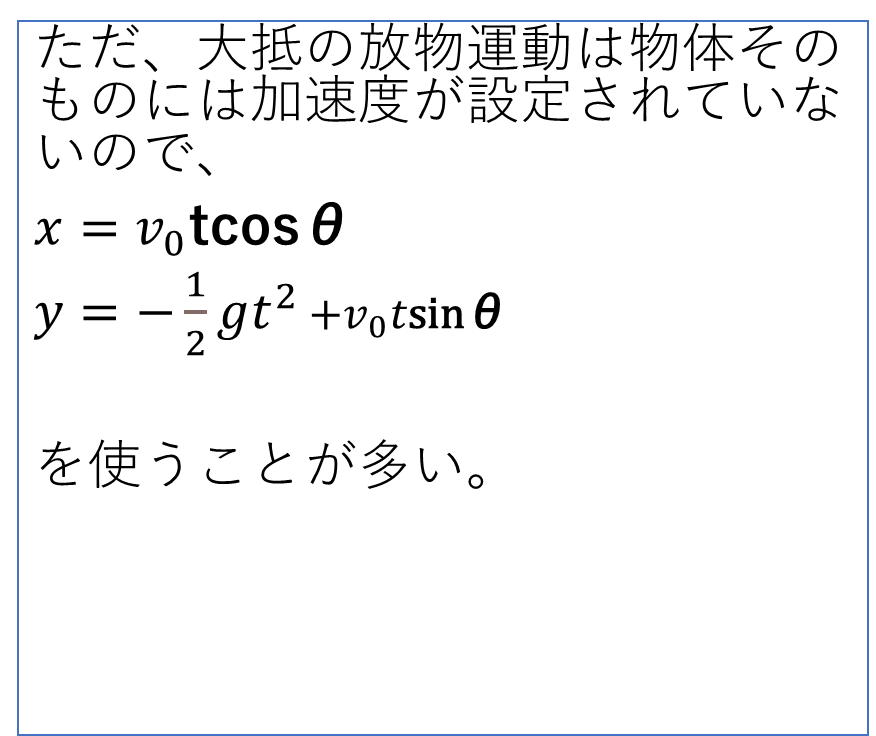 ただ、大抵の放物運動は物体その
ものには加速度が設定されていな
いので、
x = v₀tcos θ
y = −1/2 gt² +v₀tsin θ
を使うことが多い。